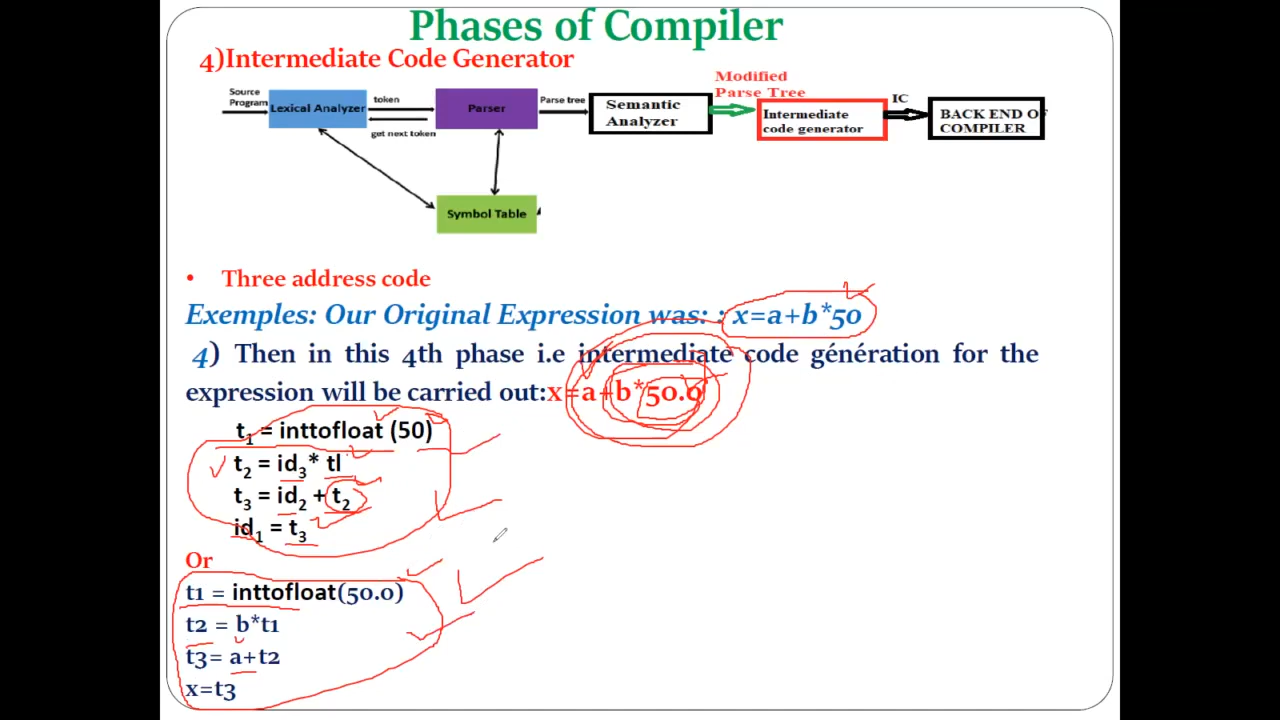 Phases of Compiler
4)Intermediate Code Generator
Source
Program
Lexical Analyzer
token
get next token
Parser
Parse tree
Semantic
Analyzer
Modified
Parse Tree
Intermediate
code generator
IC
BACK END OF
COMPILER
Symbol Table
• Three address code
Exemples: Our Original Expression was: : x=a+b*50
4) Then in this 4th phase i.e intermediate code génération for the
expression will be carried out:x=a+b*50.0
t₁ = inttofloat (50)
t₂ = id₃* tl
t₃ = id₂ + t₂
id₁ = t₃
Or
t1 = inttofloat(50.0)
t2 = b*t1
t3= a+t2
x=t3